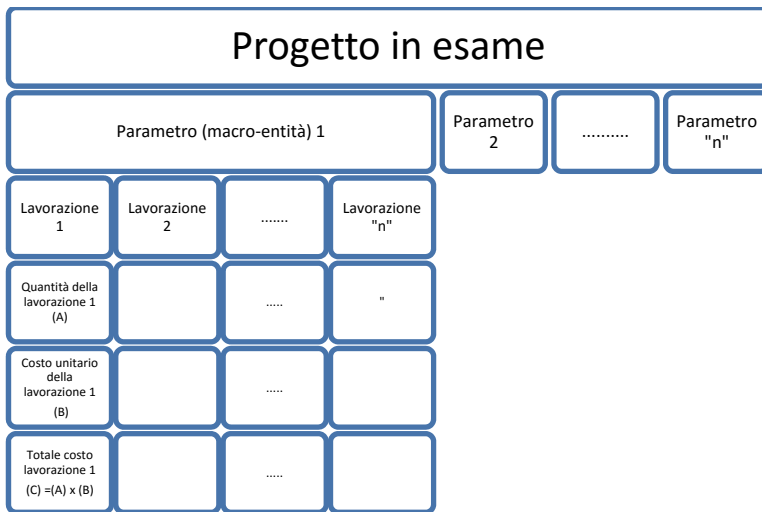 Progetto in esame
Parametro (macro-entità) 1
Parametro
2
..........
Parametro
"n"
Lavorazione
1
Lavorazione
2
.......
Lavorazione
"n"
Quantità della
lavorazione 1
(A)
.....
"
Costo unitario
della
lavorazione 1
(B)
.....
Totale costo
lavorazione 1
(C) =(A) x (B)
.....